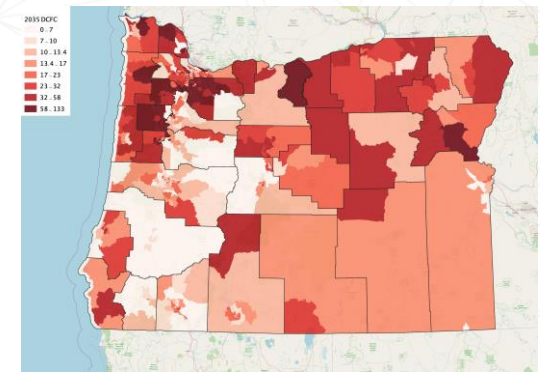 2035 DCFC
0 . 7
7 . 10
10 . 13.4
13.4 . 17
17 - 23
23 . 32
32 . 58
58 . 133